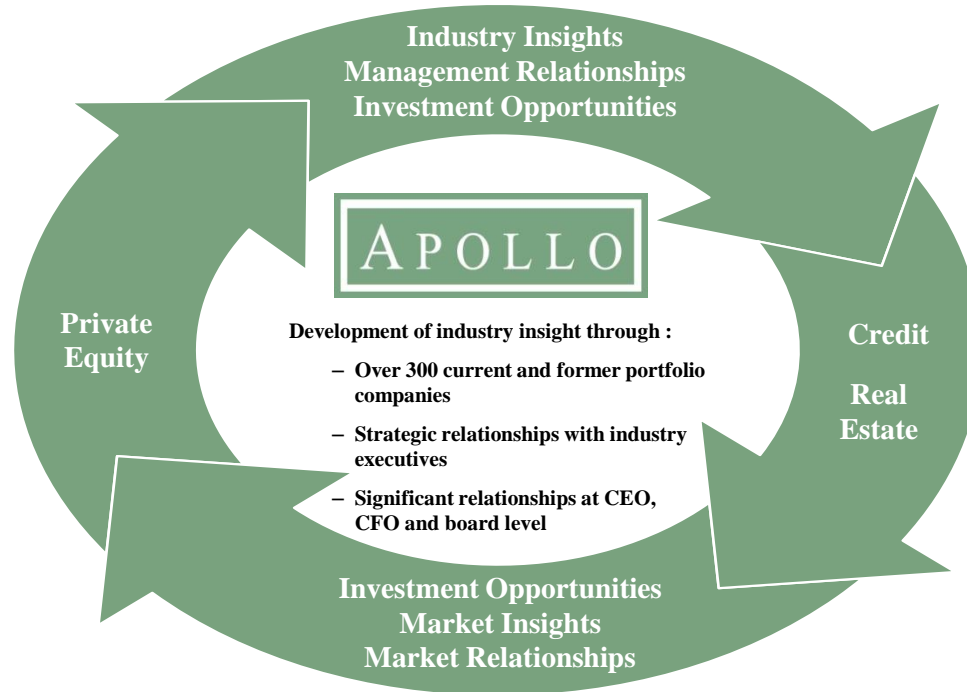 Industry Insights
Management Relationships
Investment Opportunities
APOLLO
Development of industry insight through :
– Over 300 current and former portfolio
companies
– Strategic relationships with industry
executives
– Significant relationships at CEO,
CFO and board level
Private
Equity
Credit
Real
Estate
Investment Opportunities
Market Insights
Market Relationships